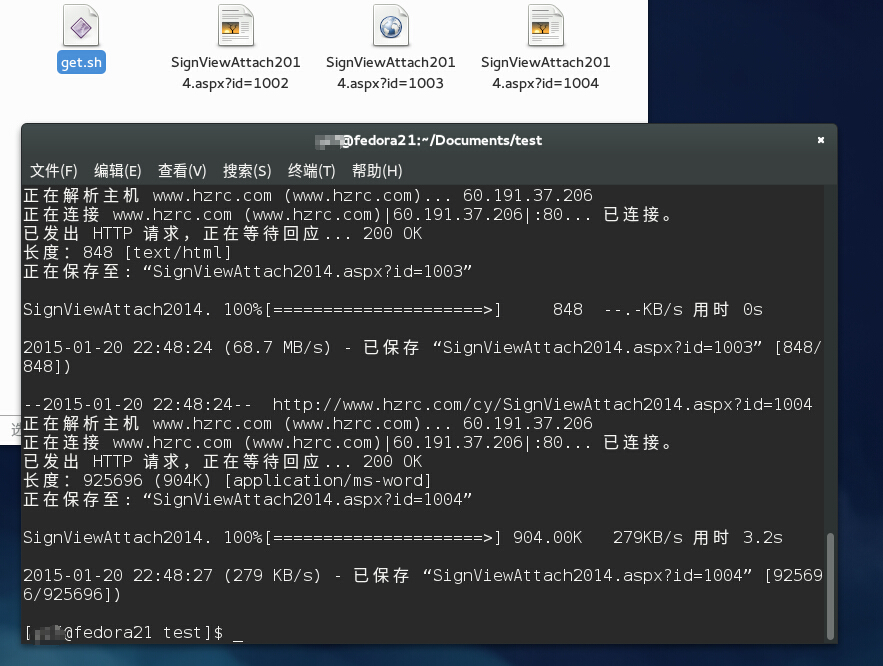 get.sh
SignViewAttach201
4.aspx?id=1002
SignViewAttach201
4.aspx?id=1003
SignViewAttach201
4.aspx?id=1004
@fedora21:~/Documents/test
文件(F) 编辑(E) 查看(V) 搜索(S) 终端(T) 帮助(H)
正在解析主机 www.hzrc.com (www.hzrc.com)... 60.191.37.206
正在连接 www.hzrc.com (www.hzrc.com)|60.191.37.206|:80... 已连接。
已发出 HTTP 请求，正在等待回应... 200 OK
长度：848 [text/html]
正在保存至: “SignViewAttach2014.aspx?id=1003”
SignViewAttach2014. 100%[=====================>] 848 --.-KB/s 用时 0s
2015-01-20 22:48:24 (68.7 MB/s) - 已保存 “SignViewAttach2014.aspx?id=1003” [848/
848])
--2015-01-20 22:48:24-- http://www.hzrc.com/cy/SignViewAttach2014.aspx?id=1004
正在解析主机 www.hzrc.com (www.hzrc.com)... 60.191.37.206
正在连接 www.hzrc.com (www.hzrc.com)|60.191.37.206|:80... 已连接。
已发出 HTTP 请求，正在等待回应... 200 OK
长度：925696 (904K) [application/ms-word]
正在保存至: “SignViewAttach2014.aspx?id=1004”
SignViewAttach2014. 100%[=====================>] 904.00K 279KB/s 用时 3.2s
2015-01-20 22:48:27 (279 KB/s) - 已保存 “SignViewAttach2014.aspx?id=1004” [92569
6/925696])
[@fedora21 test]$ _